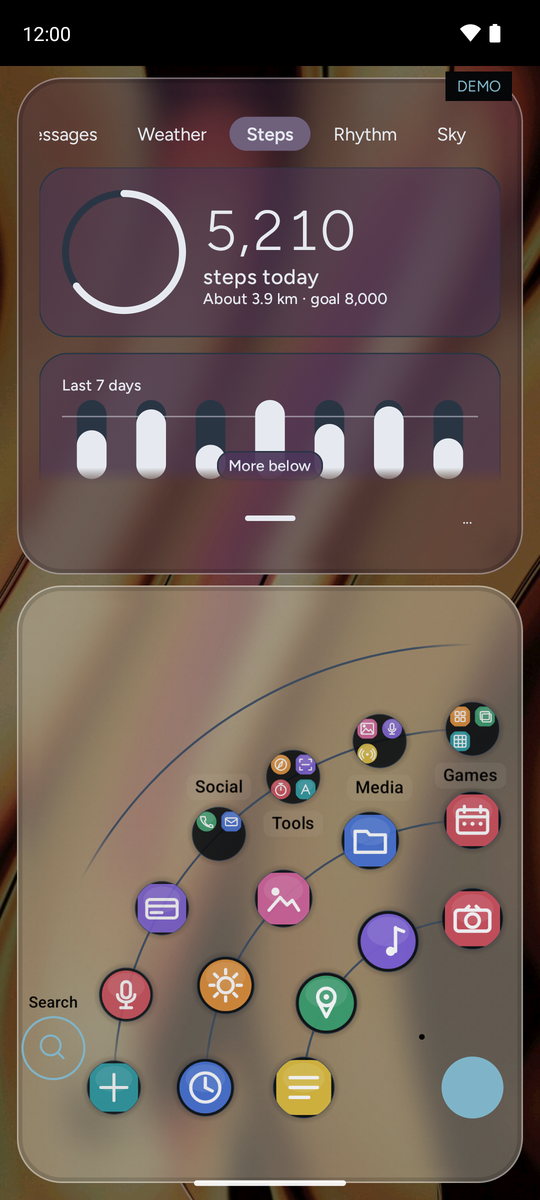 12:00
DEMO
ssages Weather Steps Rhythm Sky
5,210
steps today
About 3.9 km · goal 8,000
Last 7 days
More below
...
Social
Tools
Media
Games
A
Search